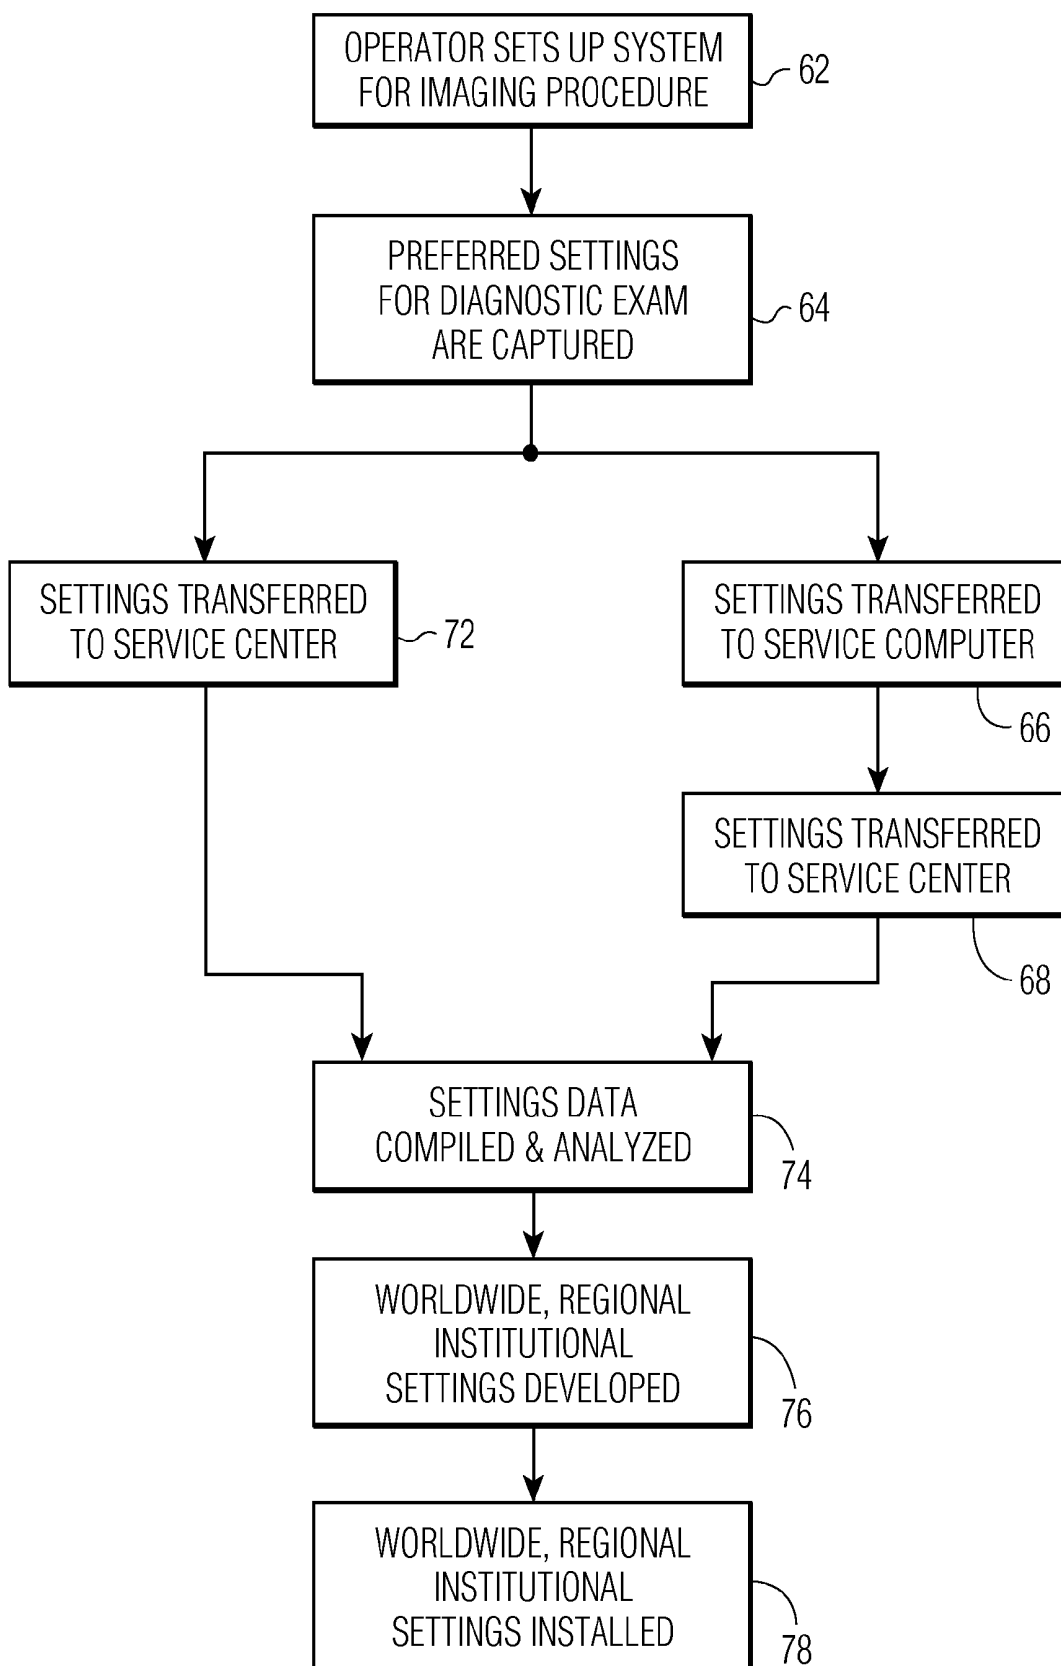 OPERATOR SETS UP SYSTEM
FOR IMAGING PROCEDURE
62
PREFERRED SETTINGS
FOR DIAGNOSTIC EXAM
ARE CAPTURED
64
SETTINGS TRANSFERRED
TO SERVICE CENTER
72
SETTINGS TRANSFERRED
TO SERVICE COMPUTER
66
SETTINGS TRANSFERRED
TO SERVICE CENTER
68
SETTINGS DATA
COMPILED & ANALYZED
74
WORLDWIDE, REGIONAL
INSTITUTIONAL
SETTINGS DEVELOPED
76
WORLDWIDE, REGIONAL
INSTITUTIONAL
SETTINGS INSTALLED
78